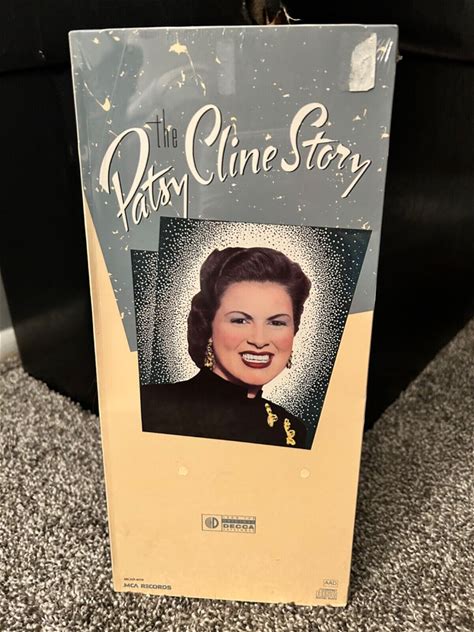 the
Patsy Cline Story
DECCA
MCA RECORDS
AAD